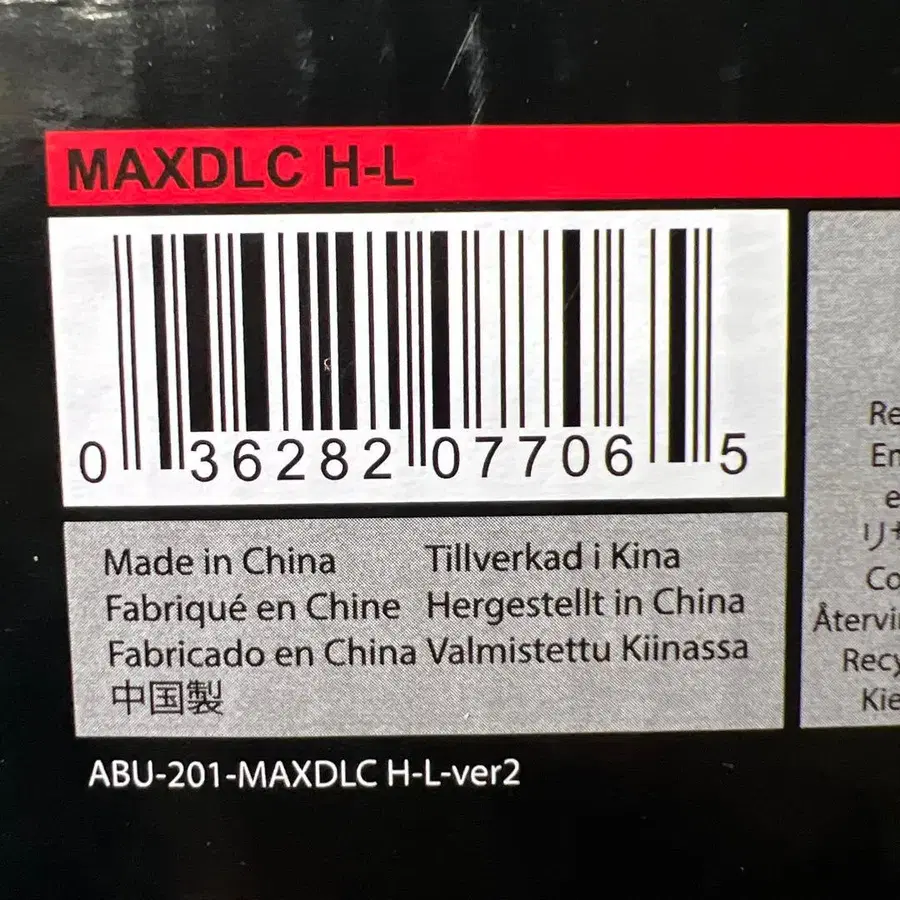 MAXDLC H-L
0 36282 07706 5
Made in China Tillverkad i Kina
Fabriqué en Chine Hergestellt in China
Fabricado en China Valmistettu Kiinassa
中国製
ABU-201-MAXDLC H-L-ver2